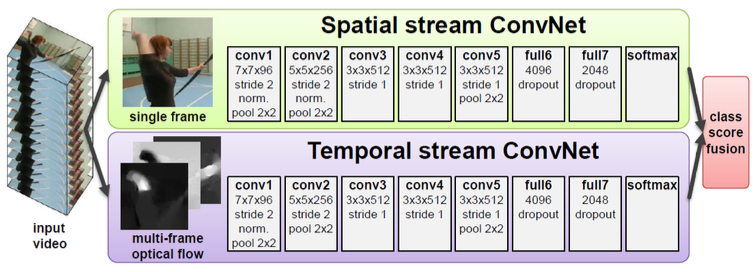 Spatial stream ConvNet
single frame
conv1
7x7x96
stride 2
norm.
pool 2x2
conv2
5x5x256
stride 2
norm.
pool 2x2
conv3
3x3x512
stride 1
conv4
3x3x512
stride 1
conv5
3x3x512
stride 1
pool 2x2
full6
4096
dropout
full7
2048
dropout
softmax
Temporal stream ConvNet
multi-frame
optical flow
conv1
7x7x96
stride 2
norm.
pool 2x2
conv2
5x5x256
stride 2
pool 2x2
conv3
3x3x512
stride 1
conv4
3x3x512
stride 1
conv5
3x3x512
stride 1
pool 2x2
full6
4096
dropout
full7
2048
dropout
softmax
input
video
class
score
fusion